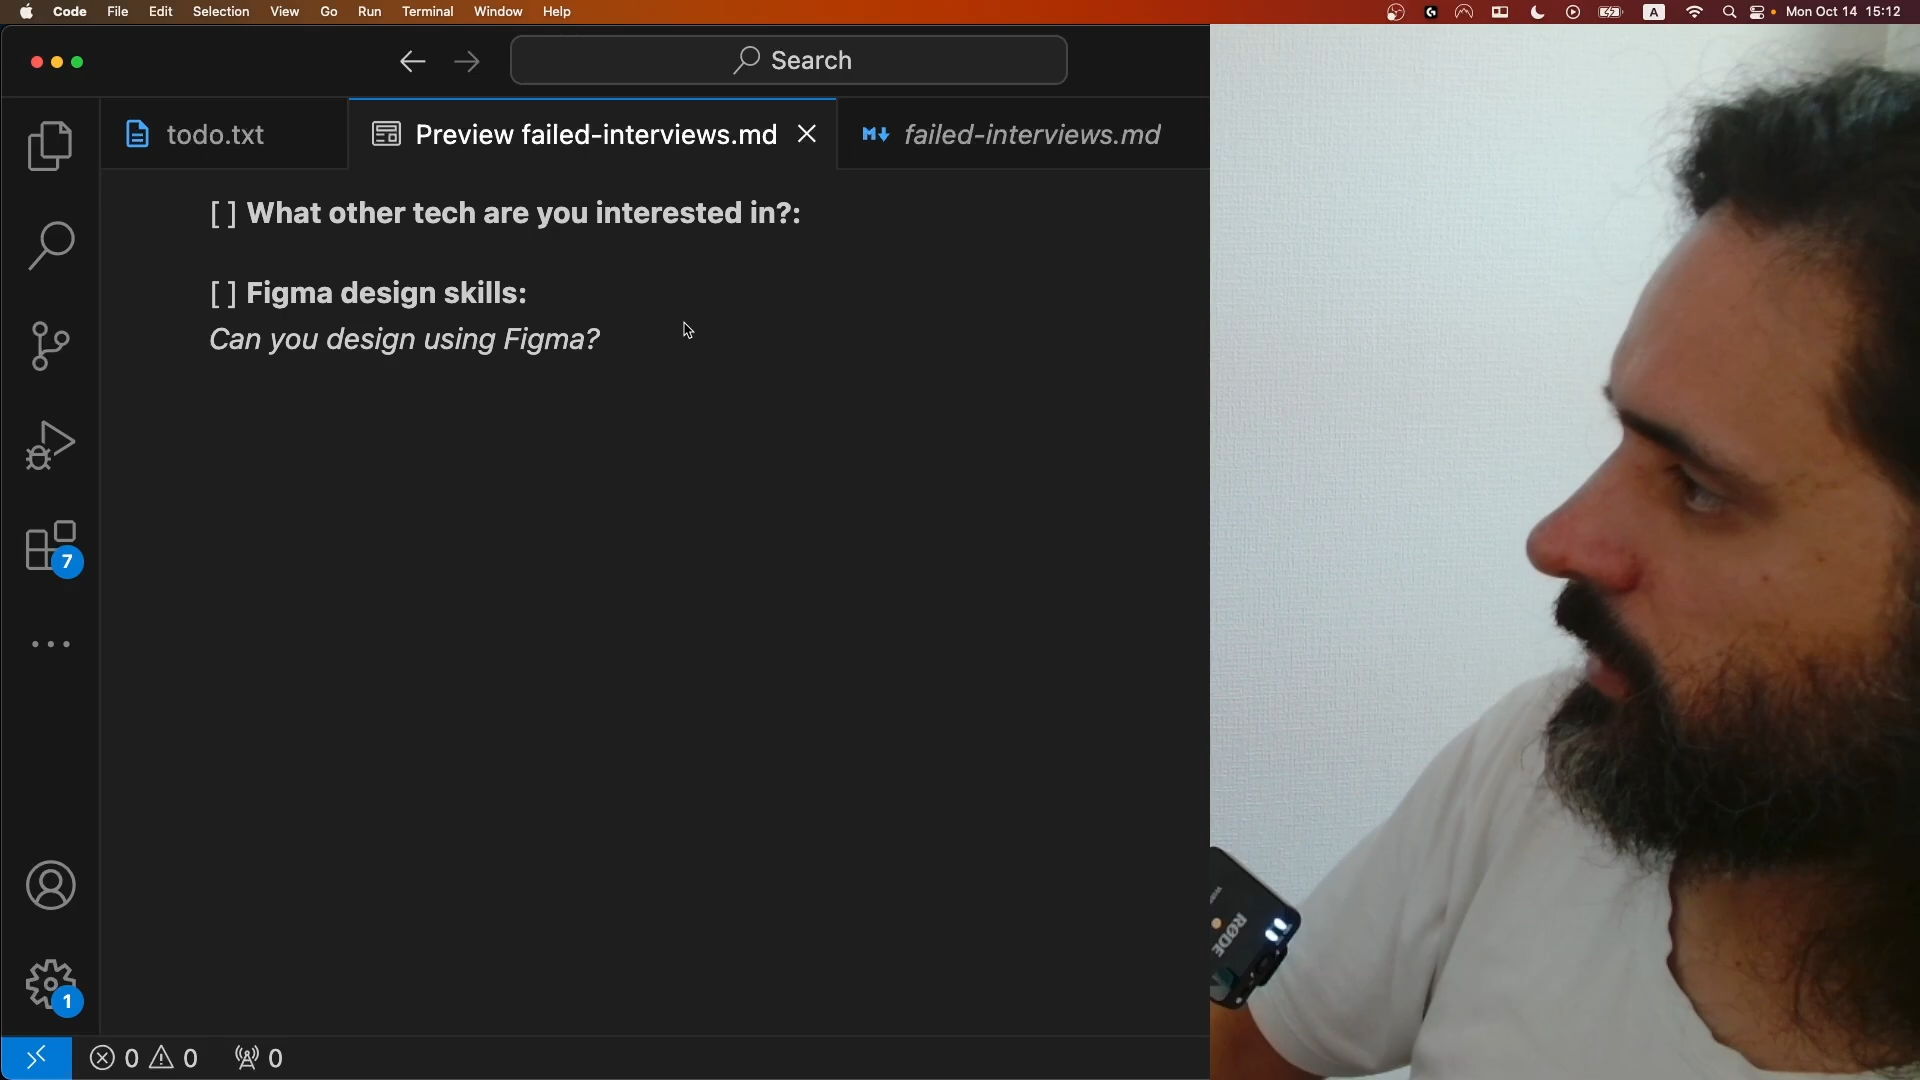 Code File Edit Selection View Go Run Terminal Window Help A Mon Oct 14 15:12
Search
todo.txt Preview failed-interviews.md failed-interviews.md
[ ] What other tech are you interested in?:
[ ] Figma design skills:
Can you design using Figma?
7
1
0 0 0
RØDE